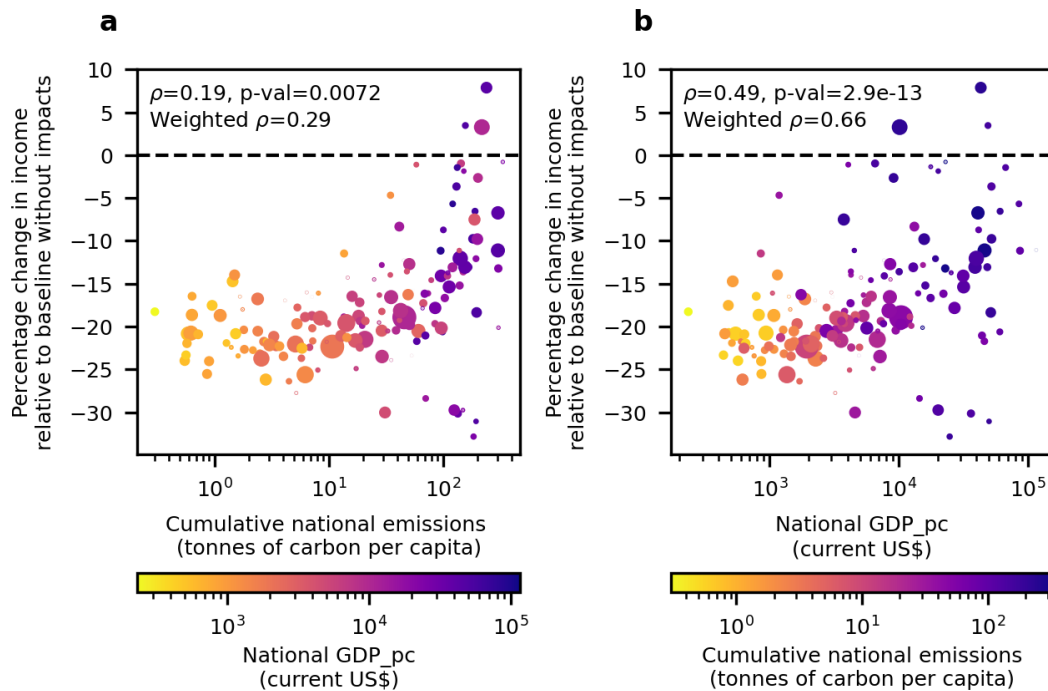 a
10
5
0
−5
−10
−15
−20
−25
−30
Percentage change in income
relative to baseline without impacts
ρ=0.19, p-val=0.0072
Weighted ρ=0.29
10⁰
10¹
10²
Cumulative national emissions
(tonnes of carbon per capita)
10³
10⁴
10⁵
National GDP_pc
(current US$)
b
10
5
0
−5
−10
−15
−20
−25
−30
Percentage change in income
relative to baseline without impacts
ρ=0.49, p-val=2.9e-13
Weighted ρ=0.66
10³
10⁴
10⁵
National GDP_pc
(current US$)
10⁰
10¹
10²
Cumulative national emissions
(tonnes of carbon per capita)